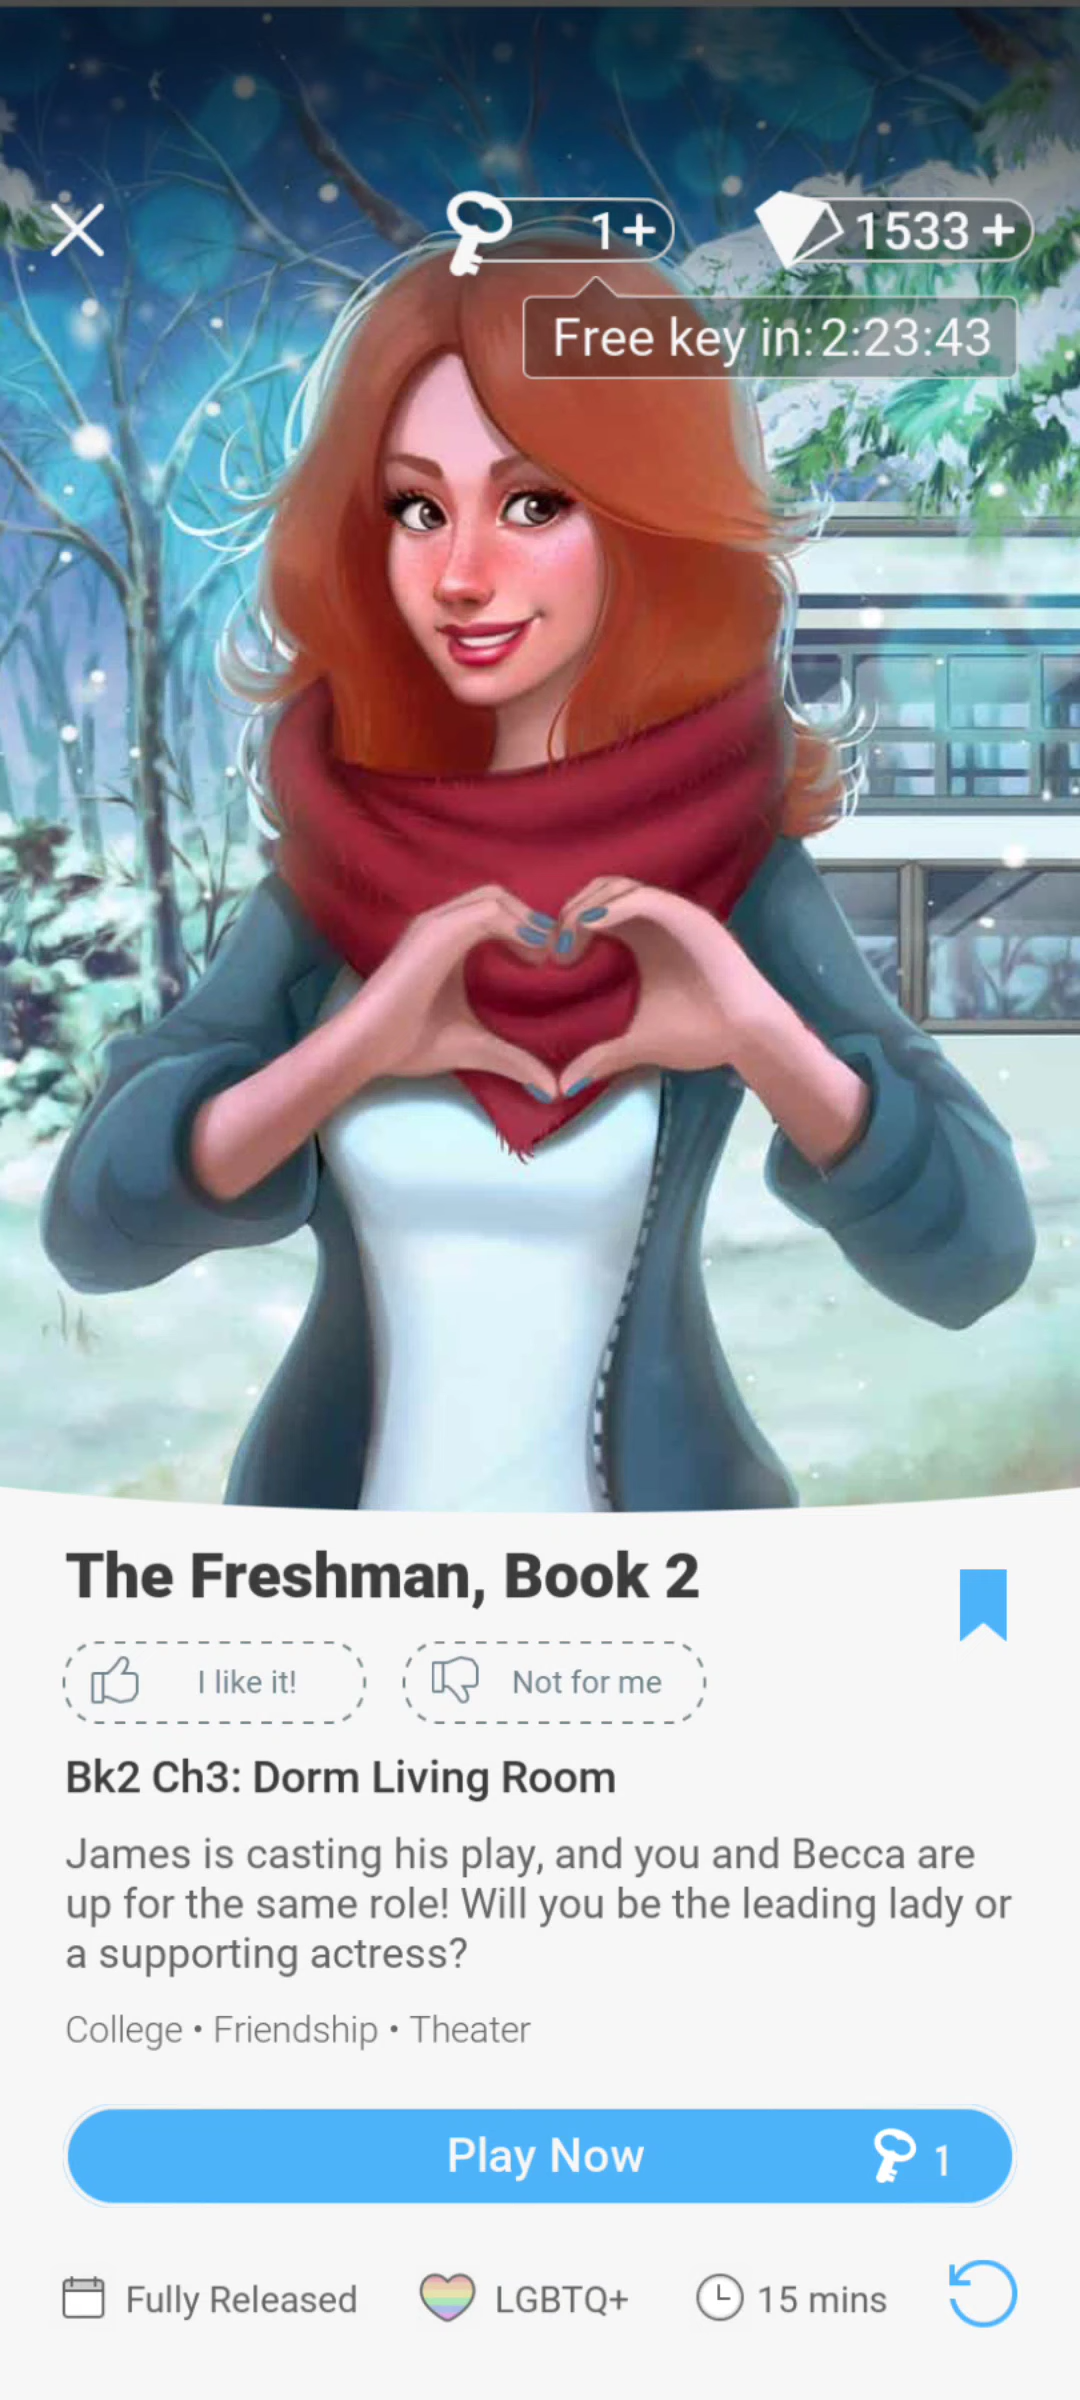 1 +
1533 +
Free key in: 2:23:43
The Freshman, Book 2
I like it!
Not for me
Bk2 Ch3: Dorm Living Room
James is casting his play, and you and Becca are
up for the same role! Will you be the leading lady or
a supporting actress?
College • Friendship • Theater
Play Now
1
Fully Released
LGBTQ+
15 mins